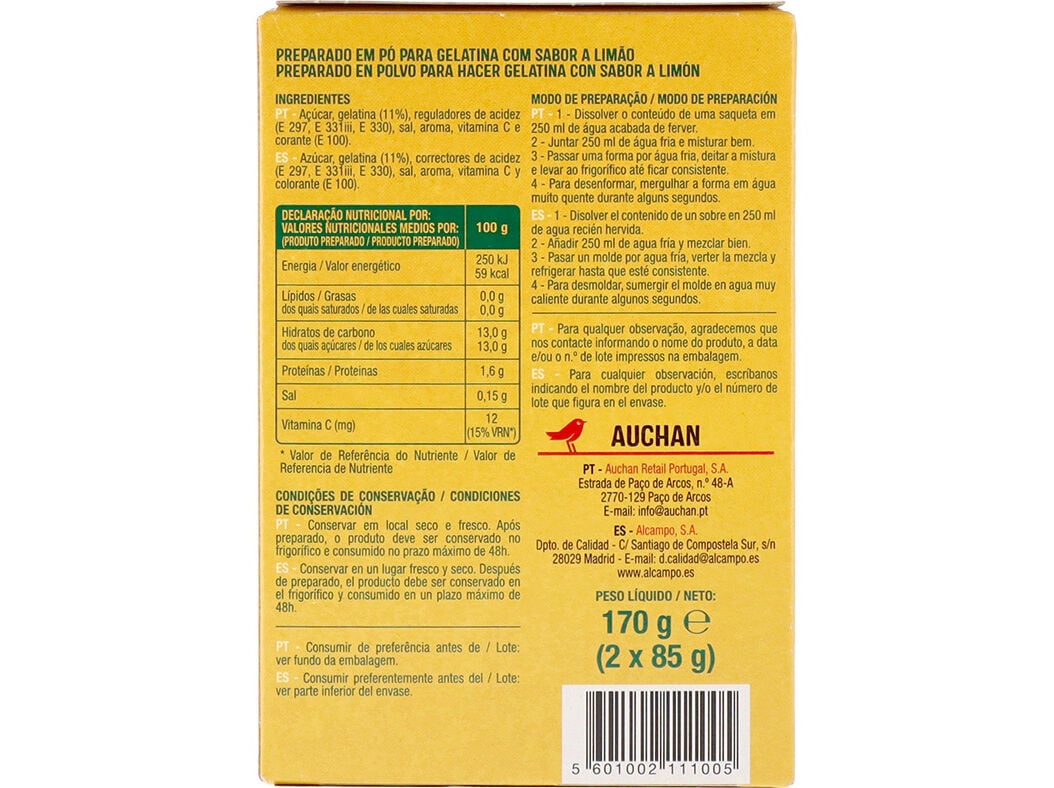 PREPARADO EM PÓ PARA GELATINA COM SABOR A LIMÃO
PREPARADO EN POLVO PARA HACER GELATINA CON SABOR A LIMÓN
INGREDIENTES
PT - Açúcar, gelatina (11%), reguladores de acidez
(E 297, E 331iii, E 330), sal, aroma, vitamina C e
corante (E 100).
ES - Azúcar, gelatina (11%), correctores de acidez
(E 297, E 331iii, E 330), sal, aroma, vitamina C y
colorante (E 100).
DECLARAÇÃO NUTRICIONAL POR:
VALORES NUTRICIONALES MEDIOS POR:
(PRODUTO PREPARADO / PRODUCTO PREPARADO)
100 g
Energia / Valor energético
250 kJ
59 kcal
Lípidos / Grasas
dos quais saturados / de las cuales saturadas
0,0 g
0,0 g
Hidratos de carbono
dos quais açúcares / de los cuales azúcares
13,0 g
13,0 g
Proteínas / Proteinas
1,6 g
Sal
0,15 g
Vitamina C (mg)
12
(15% VRN*)
* Valor de Referência do Nutriente / Valor de
Referencia de Nutriente
CONDIÇÕES DE CONSERVAÇÃO / CONDICIONES
DE CONSERVACIÓN
PT - Conservar em local seco e fresco. Após
preparado, o produto deve ser conservado no
frigorífico e consumido no prazo máximo de 48h.
ES - Conservar en un lugar fresco y seco. Después
de preparado, el producto debe ser conservado en
el frigorífico y consumido en un plazo máximo de
48h.
PT - Consumir de preferência antes de / Lote:
ver fundo da embalagem.
ES - Consumir preferentemente antes del / Lote:
ver parte inferior del envase.
MODO DE PREPARAÇÃO / MODO DE PREPARACIÓN
PT - 1 - Dissolver o conteúdo de uma saqueta em
250 ml de água acabada de ferver.
2 - Juntar 250 ml de água fria e misturar bem.
3 - Passar uma forma por água fria, deitar a mistura
e levar ao frigorífico até ficar consistente.
4 - Para desenformar, mergulhar a forma em água
muito quente durante alguns segundos.
ES - 1 - Disolver el contenido de un sobre en 250 ml
de agua recién hervida.
2 - Añadir 250 ml de agua fría y mezclar bien.
3 - Pasar un molde por agua fría, verter la mezcla y
refrigerar hasta que esté consistente.
4 - Para desmoldar, sumergir el molde en agua muy
caliente durante algunos segundos.
PT - Para qualquer observação, agradecemos que
nos contacte informando o nome do produto, a data
e/ou o n.º de lote impressos na embalagem.
ES - Para cualquier observación, escríbanos
indicando el nombre del producto y/o el número de
lote que figura en el envase.
AUCHAN
PT - Auchan Retail Portugal, S.A.
Estrada de Paço de Arcos, n.º 48-A
2770-129 Paço de Arcos
E-mail: info@auchan.pt
ES - Alcampo, S.A.
Dpto. de Calidad - C/ Santiago de Compostela Sur, s/n
28029 Madrid - E-mail: d.calidad@alcampo.es
www.alcampo.es
PESO LÍQUIDO / NETO:
170 g ℮
(2 x 85 g)
5 601002 111005